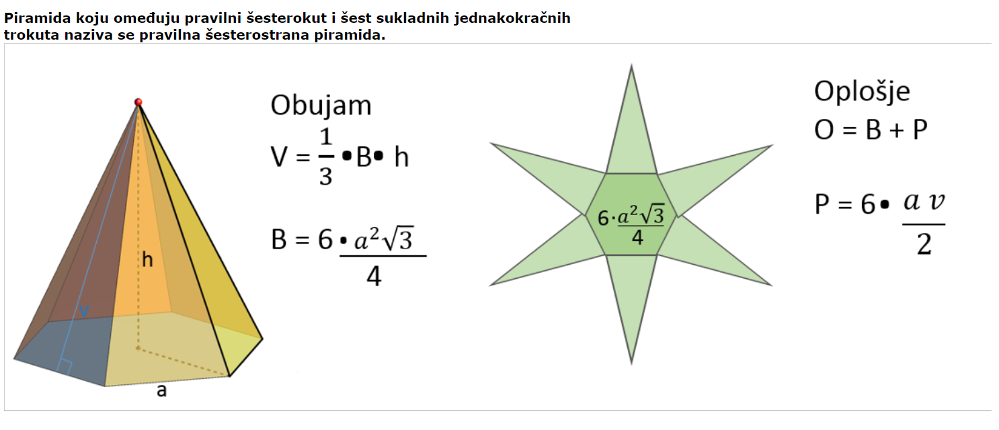 Piramida koju omeđuju pravilni šesterokut i šest sukladnih jednakokračnih
trokuta naziva se pravilna šesterostrana piramida.
h
v
a
Obujam
V = 1/3 • B • h
B = 6 • a²√3 / 4
6·a²√3 / 4
Oplošje
O = B + P
P = 6 • a v / 2